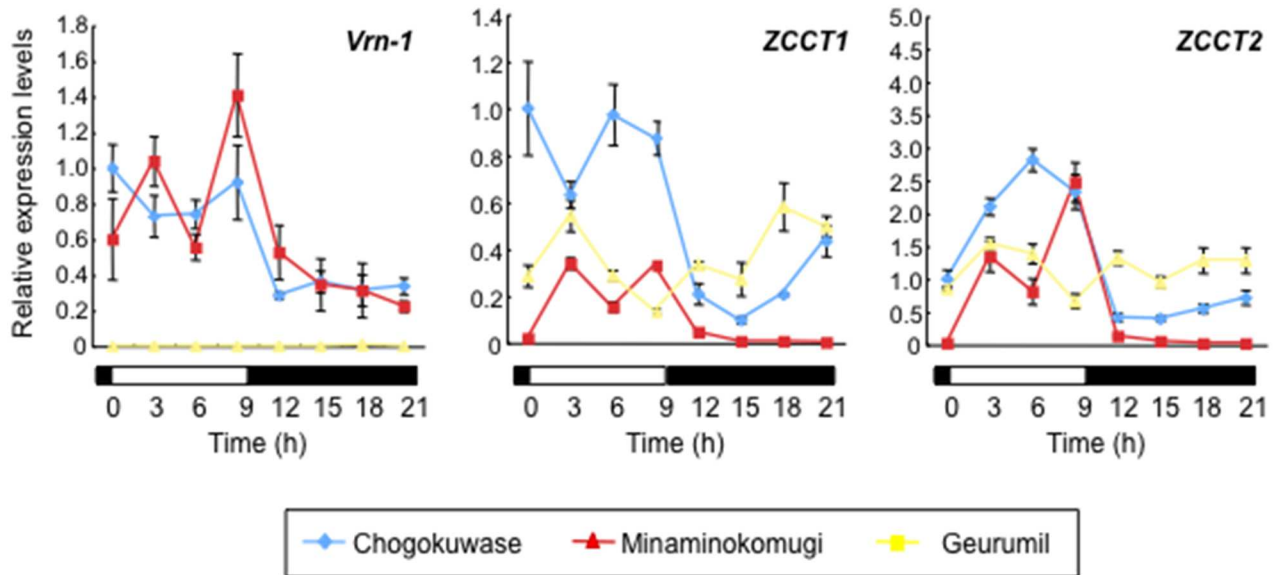 Relative expression levels
Vrn-1
1.8
1.6
1.4
1.2
1.0
0.8
0.6
0.4
0.2
0
0 3 6 9 12 15 18 21
Time (h)
ZCCT1
1.4
1.2
1.0
0.8
0.6
0.4
0.2
0
0 3 6 9 12 15 18 21
Time (h)
ZCCT2
5.0
4.5
4.0
3.5
3.0
2.5
2.0
1.5
1.0
0.5
0
0 3 6 9 12 15 18 21
Time (h)
Chogokuwase Minaminokomugi Geurumil